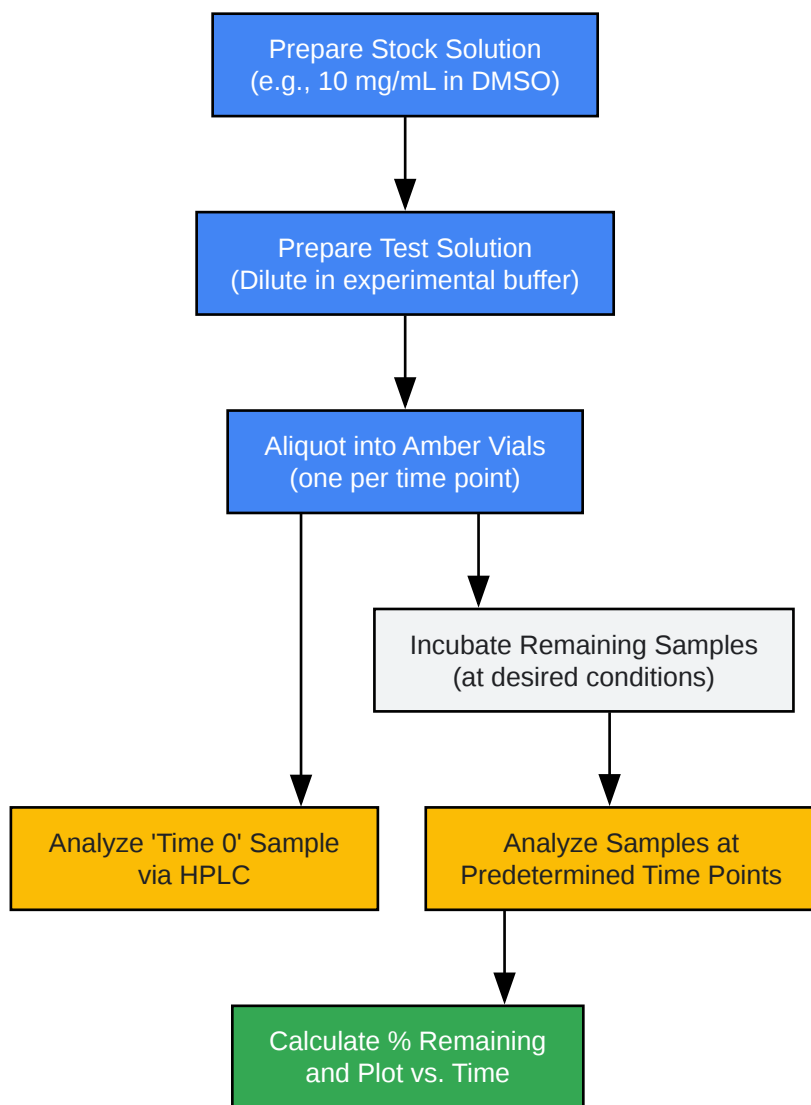 Prepare Stock Solution
(e.g., 10 mg/mL in DMSO)
Prepare Test Solution
(Dilute in experimental buffer)
Aliquot into Amber Vials
(one per time point)
Incubate Remaining Samples
(at desired conditions)
Analyze 'Time 0' Sample
via HPLC
Analyze Samples at
Predetermined Time Points
Calculate % Remaining
and Plot vs. Time